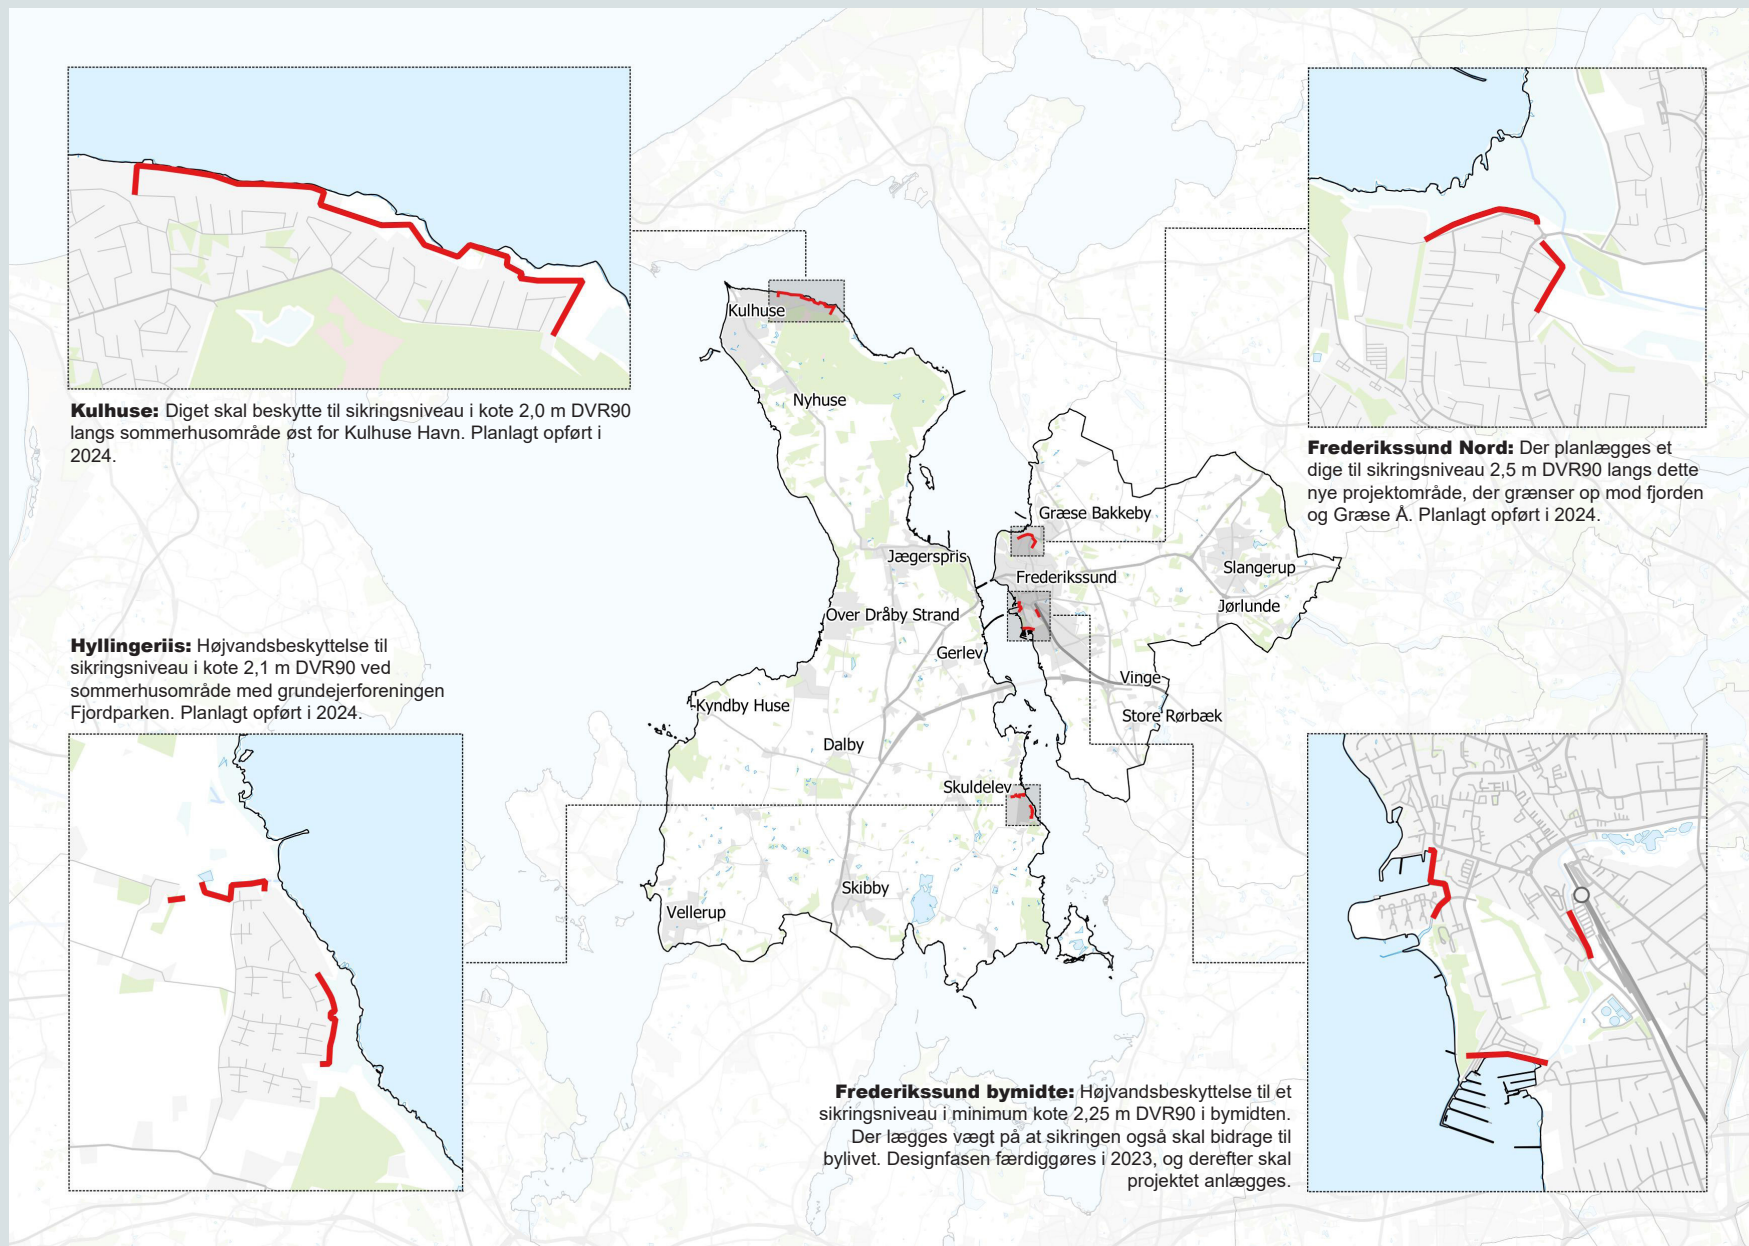 Kulhuse: Diget skal beskytte til sikringsniveau i kote 2,0 m DVR90
langs sommerhusområde øst for Kulhuse Havn. Planlagt opført i
2024.
Frederikssund Nord: Der planlægges et
dige til sikringsniveau 2,5 m DVR90 langs dette
nye projektområde, der grænser op mod fjorden
og Græse Å. Planlagt opført i 2024.
Hyllingeriis: Højvandsbeskyttelse til
sikringsniveau i kote 2,1 m DVR90 ved
sommerhusområde med grundejerforeningen
Fjordparken. Planlagt opført i 2024.
Kulhuse
Nyhuse
Græse Bakkeby
Jægerspris
Slangerup
Frederikssund
Jørlunde
Over Dråby Strand
Gerlev
Vinge
Kyndby Huse
Store Rørbæk
Dalby
Skuldelev
Skibby
Vellerup
Frederikssund bymidte: Højvandsbeskyttelse til et
sikringsniveau i minimum kote 2,25 m DVR90 i bymidten.
Der lægges vægt på at sikringen også skal bidrage til
bylivet. Designfasen færdiggøres i 2023, og derefter skal
projektet anlægges.